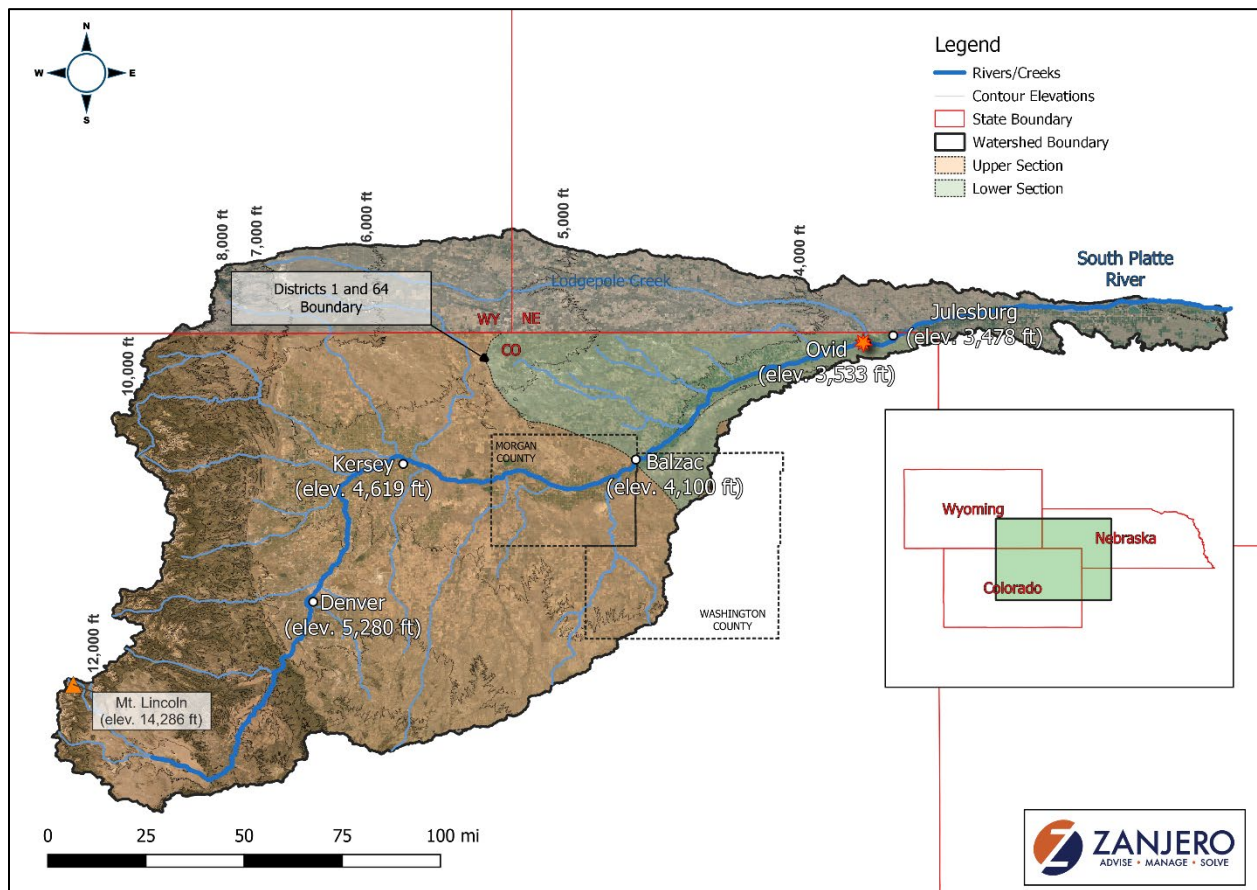 N
W
E
S
Legend
Rivers/Creeks
Contour Elevations
State Boundary
Watershed Boundary
Upper Section
Lower Section
8,000 ft
7,000 ft
6,000 ft
5,000 ft
4,000 ft
10,000 ft
12,000 ft
Districts 1 and 64
Boundary
Lodgepole Creek
South Platte
River
WY
NE
CO
Julesburg
(elev. 3,478 ft)
Ovid
(elev. 3,533 ft)
MORGAN
COUNTY
Kersey
(elev. 4,619 ft)
Balzac
(elev. 4,100 ft)
Denver
(elev. 5,280 ft)
WASHINGTON
COUNTY
Mt. Lincoln
(elev. 14,286 ft)
Wyoming
Nebraska
Colorado
0 25 50 75 100 mi
Z
ZANJERO
ADVISE • MANAGE • SOLVE